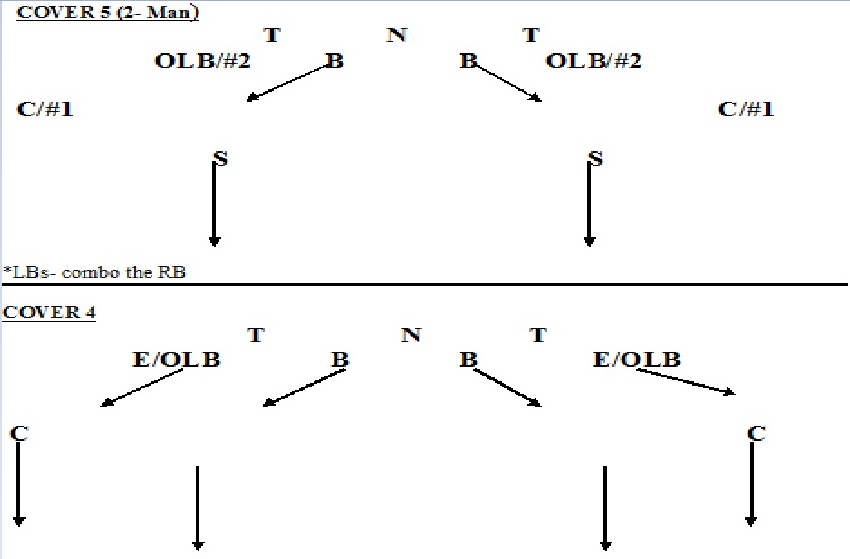 COVER 5 (2- Man)
T N T
OLB/#2 B B OLB/#2
C/#1 C/#1
S S
*LBs- combo the RB
COVER 4
T N T
E/OLB B B E/OLB
C C